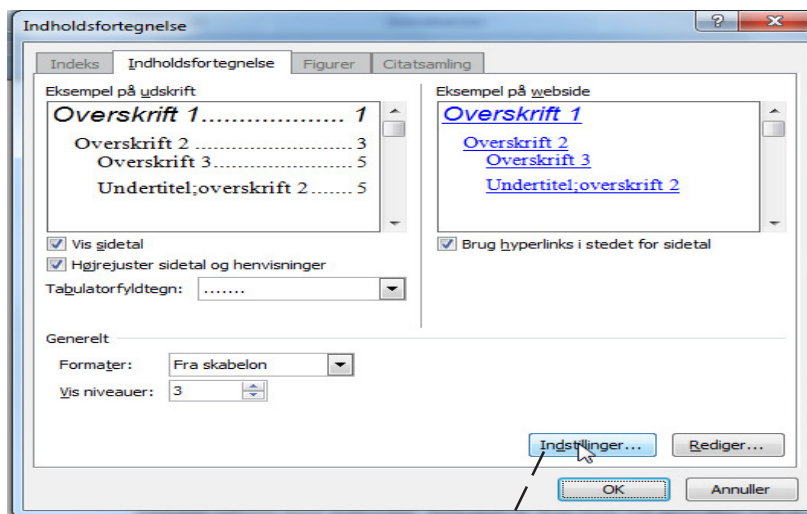 Indholdsfortegnelse
Indeks Indholdsfortegnelse Figurer Citatsamling
Eksempel på udskrift
Overskrift 1................... 1
Overskrift 2 ....................... 3
Overskrift 3..................... 5
Undertitel;overskrift 2...... 5
Vis sidetal
Højrejuster sidetal og henvisninger
Tabulatorfyldtegn: .......
Eksempel på webside
Overskrift 1
Overskrift 2
Overskrift 3
Undertitel;overskrift 2
Brug hyperlinks i stedet for sidetal
Generelt
Formater: Fra skabelon
Vis niveauer: 3
Indstillinger... Rediger...
OK Annuller